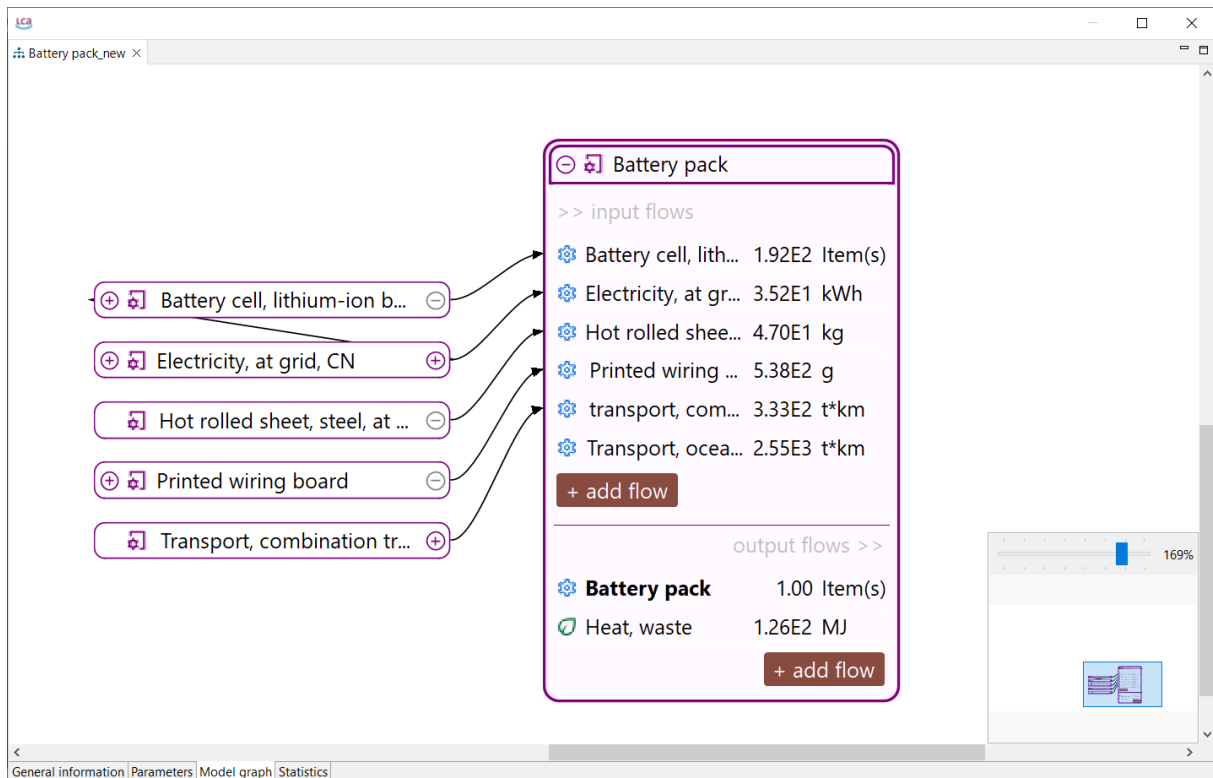 LCA
Battery pack_new
Battery pack
>> input flows
Battery cell, lith... 1.92E2 Item(s)
Electricity, at gr... 3.52E1 kWh
Hot rolled shee... 4.70E1 kg
Printed wiring ... 5.38E2 g
transport, com... 3.33E2 t*km
Transport, ocea... 2.55E3 t*km
+ add flow
output flows >>
Battery pack 1.00 Item(s)
Heat, waste 1.26E2 MJ
+ add flow
Battery cell, lithium-ion b...
Electricity, at grid, CN
Hot rolled sheet, steel, at ...
Printed wiring board
Transport, combination tr...
169%
General information Parameters Model graph Statistics